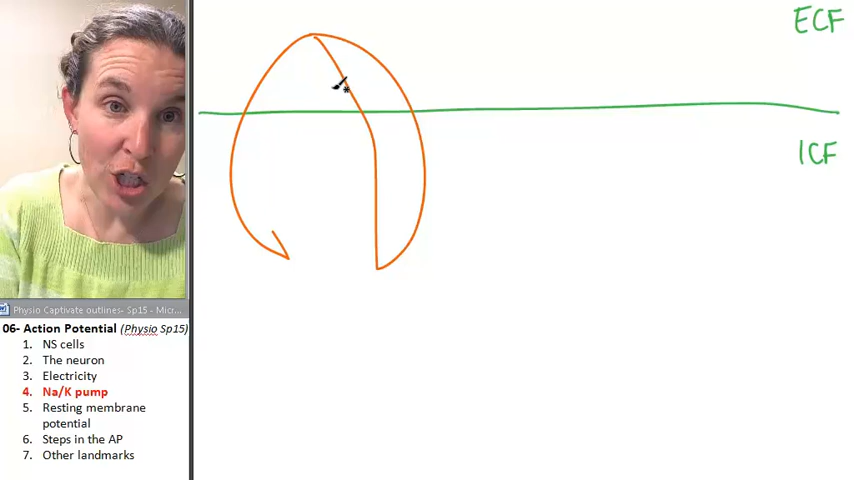 ECF
ICF
Physio Captivate outlines- Sp15 - Micr...
06- Action Potential (Physio Sp15)
1. NS cells
2. The neuron
3. Electricity
4. Na/K pump
5. Resting membrane
potential
6. Steps in the AP
7. Other landmarks